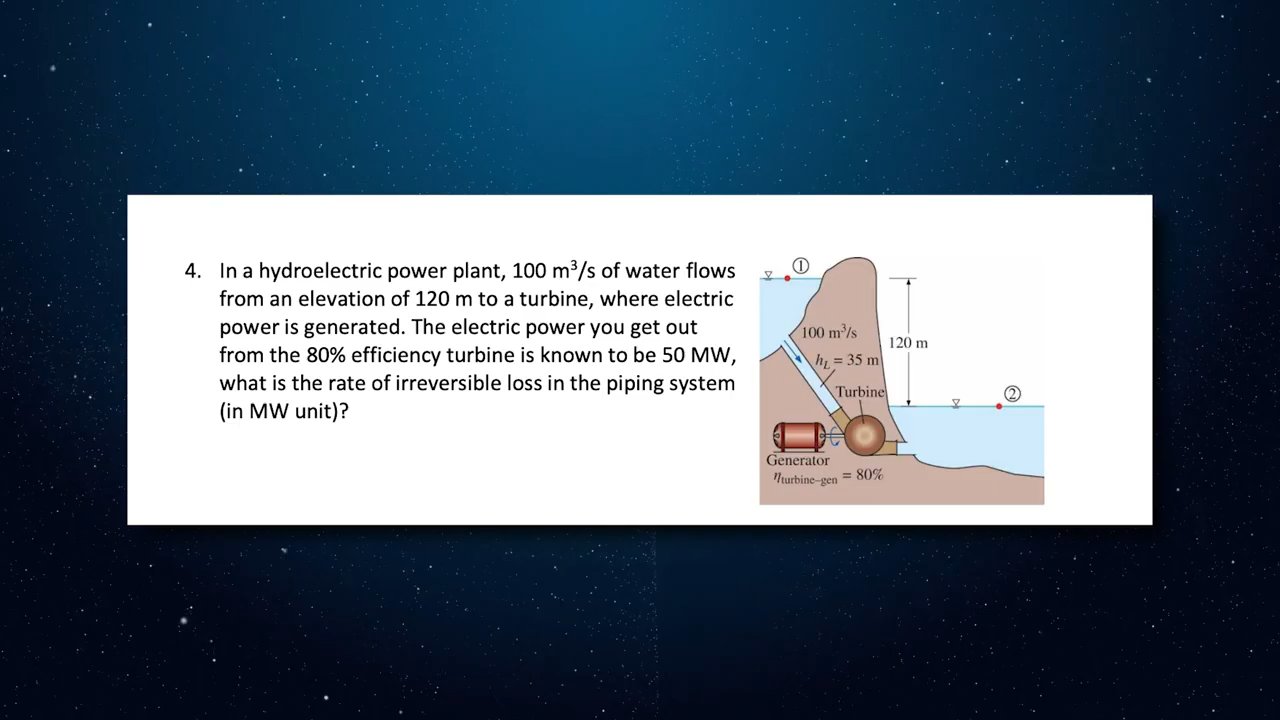 4. In a hydroelectric power plant, 100 m³/s of water flows
from an elevation of 120 m to a turbine, where electric
power is generated. The electric power you get out
from the 80% efficiency turbine is known to be 50 MW,
what is the rate of irreversible loss in the piping system
(in MW unit)?
①
100 m³/s
120 m
h_L = 35 m
Turbine
②
Generator
η_turbine–gen = 80%